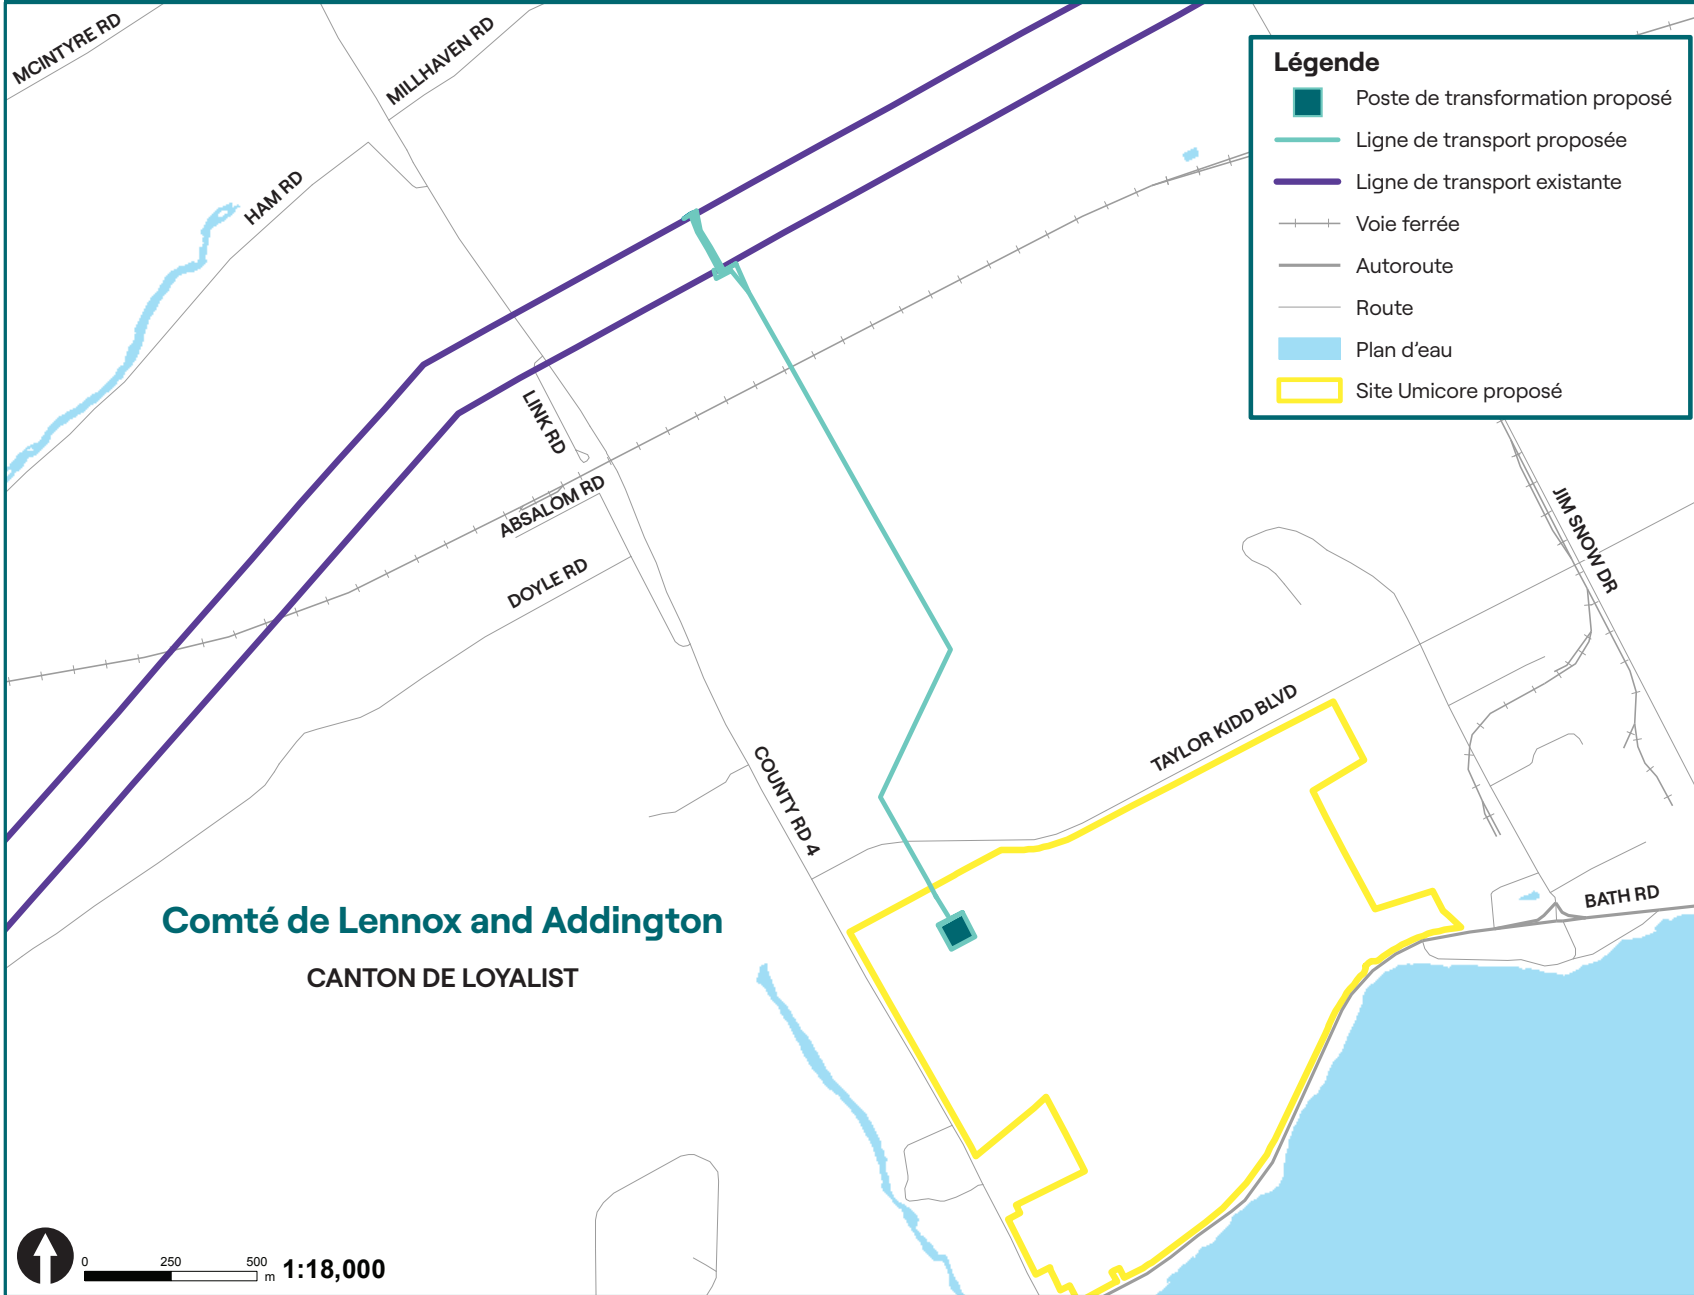 MCINTYRE RD
MILLHAVEN RD
HAM RD
Légende
Poste de transformation proposé
Ligne de transport proposée
Ligne de transport existante
Voie ferrée
Autoroute
Route
Plan d'eau
Site Umicore proposé
LINK RD
ABSALOM RD
DOYLE RD
JIM SNOW DR
TAYLOR KIDD BLVD
COUNTY RD 4
BATH RD
Comté de Lennox and Addington
CANTON DE LOYALIST
0 250 500 m 1:18,000